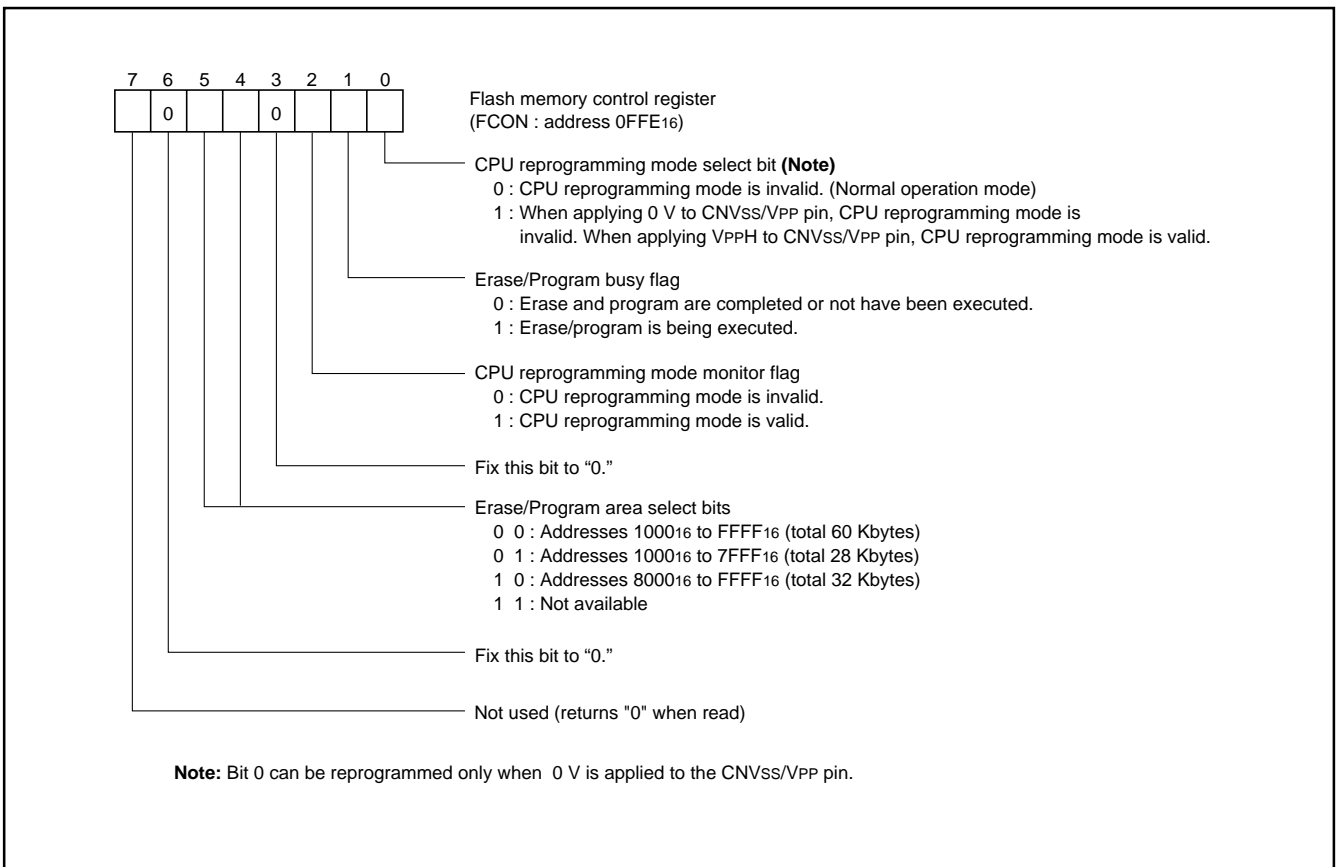 7 6 5 4 3 2 1 0
0 0
Flash memory control register
(FCON : address 0FFE16)
CPU reprogramming mode select bit (Note)
0 : CPU reprogramming mode is invalid. (Normal operation mode)
1 : When applying 0 V to CNVSS/VPP pin, CPU reprogramming mode is
invalid. When applying VPPH to CNVSS/VPP pin, CPU reprogramming mode is valid.
Erase/Program busy flag
0 : Erase and program are completed or not have been executed.
1 : Erase/program is being executed.
CPU reprogramming mode monitor flag
0 : CPU reprogramming mode is invalid.
1 : CPU reprogramming mode is valid.
Fix this bit to “0.”
Erase/Program area select bits
0 0 : Addresses 100016 to FFFF16 (total 60 Kbytes)
0 1 : Addresses 100016 to 7FFF16 (total 28 Kbytes)
1 0 : Addresses 800016 to FFFF16 (total 32 Kbytes)
1 1 : Not available
Fix this bit to “0.”
Not used (returns "0" when read)
Note: Bit 0 can be reprogrammed only when 0 V is applied to the CNVSS/VPP pin.